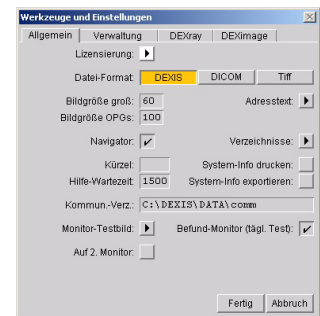 Werkzeuge und Einstellungen
Allgemein Verwaltung DEXray DEXimage
Lizensierung:
Datei-Format: DEXIS DICOM Tiff
Bildgröße groß: 60 Adresstext:
Bildgröße OPGs: 100
Navigator: Verzeichnisse:
Kürzel: System-Info drucken:
Hilfe-Wartezeit: 1500 System-Info exportieren:
Kommun.-Verz.: C:\DEXIS\DATA\comm
Monitor-Testbild: Befund-Monitor (tägl. Test):
Auf 2. Monitor:
Fertig Abbruch